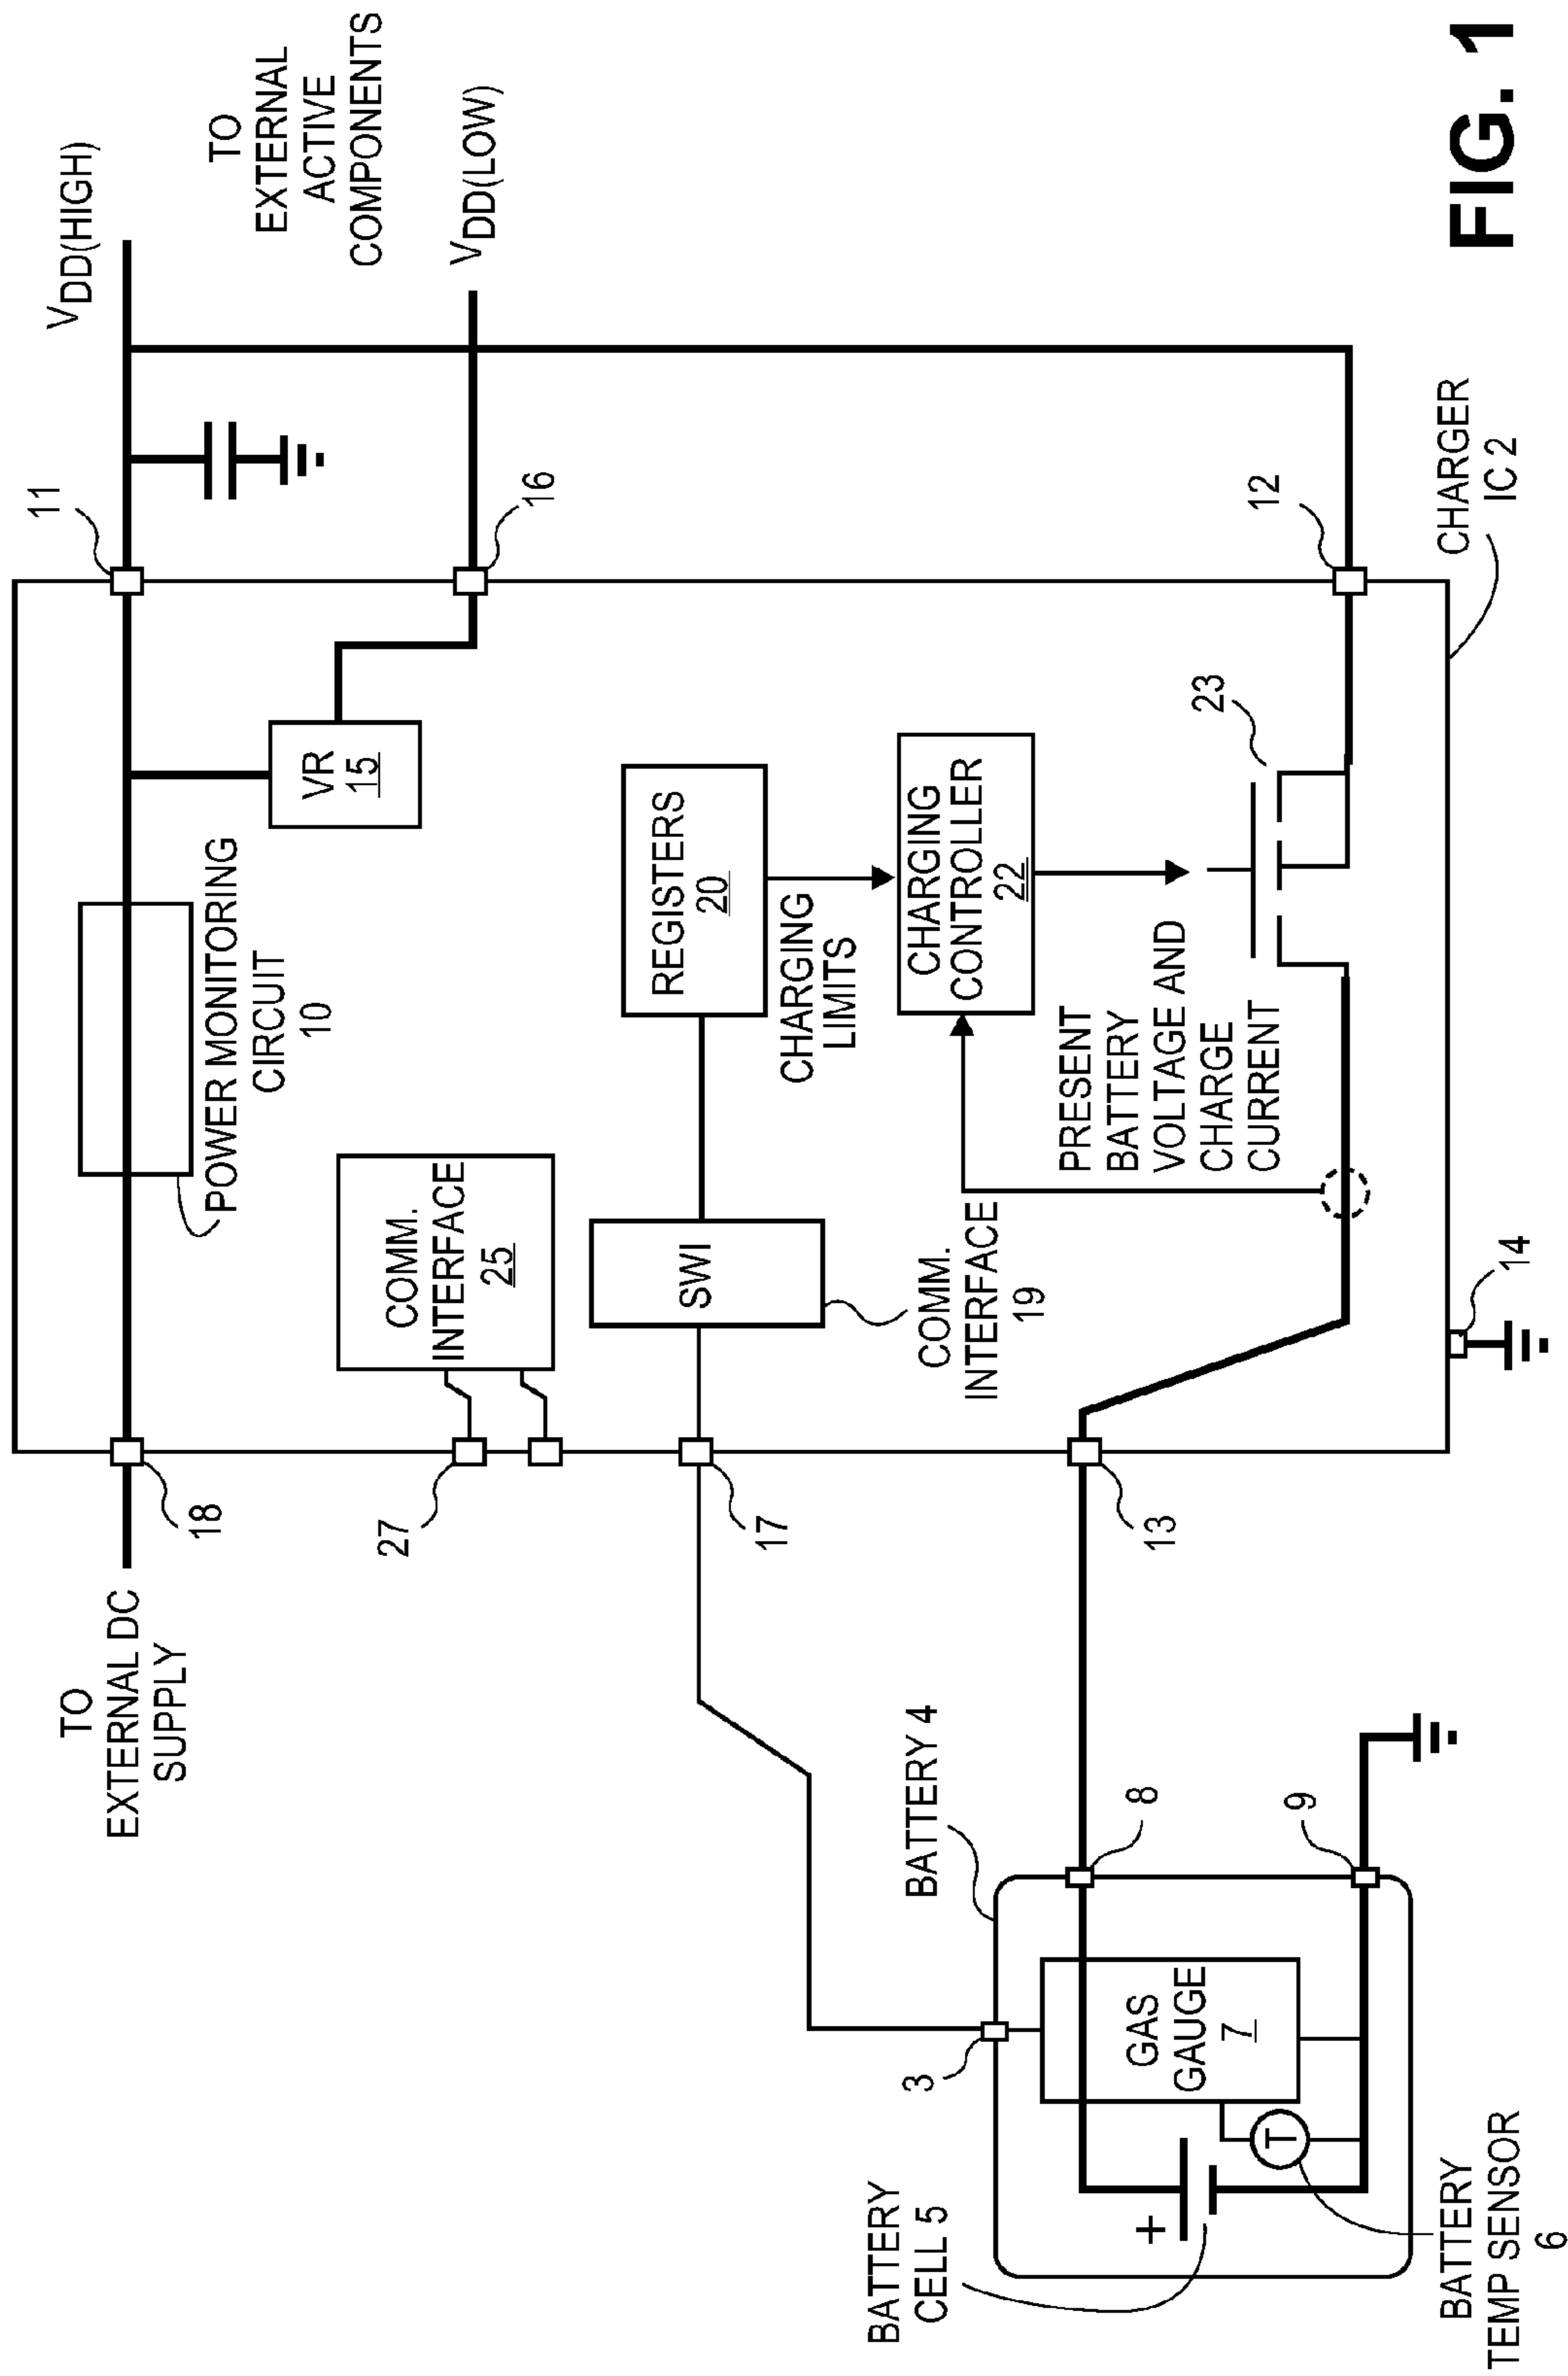 TO
EXTERNAL DC
SUPPLY
18
POWER MONITORING
CIRCUIT
10
11
VDD(HIGH)
TO
EXTERNAL
ACTIVE
COMPONENTS
VDD(LOW)
VR
15
16
27
COMM.
INTERFACE
25
17
SWI
COMM.
INTERFACE
19
REGISTERS
20
CHARGING
LIMITS
CHARGING
CONTROLLER
22
PRESENT
BATTERY
VOLTAGE AND
CHARGE
CURRENT
23
12
13
14
CHARGER
IC 2
BATTERY 4
3
8
9
GAS
GAUGE
7
T
+
BATTERY
CELL 5
BATTERY
TEMP SENSOR
6
FIG. 1